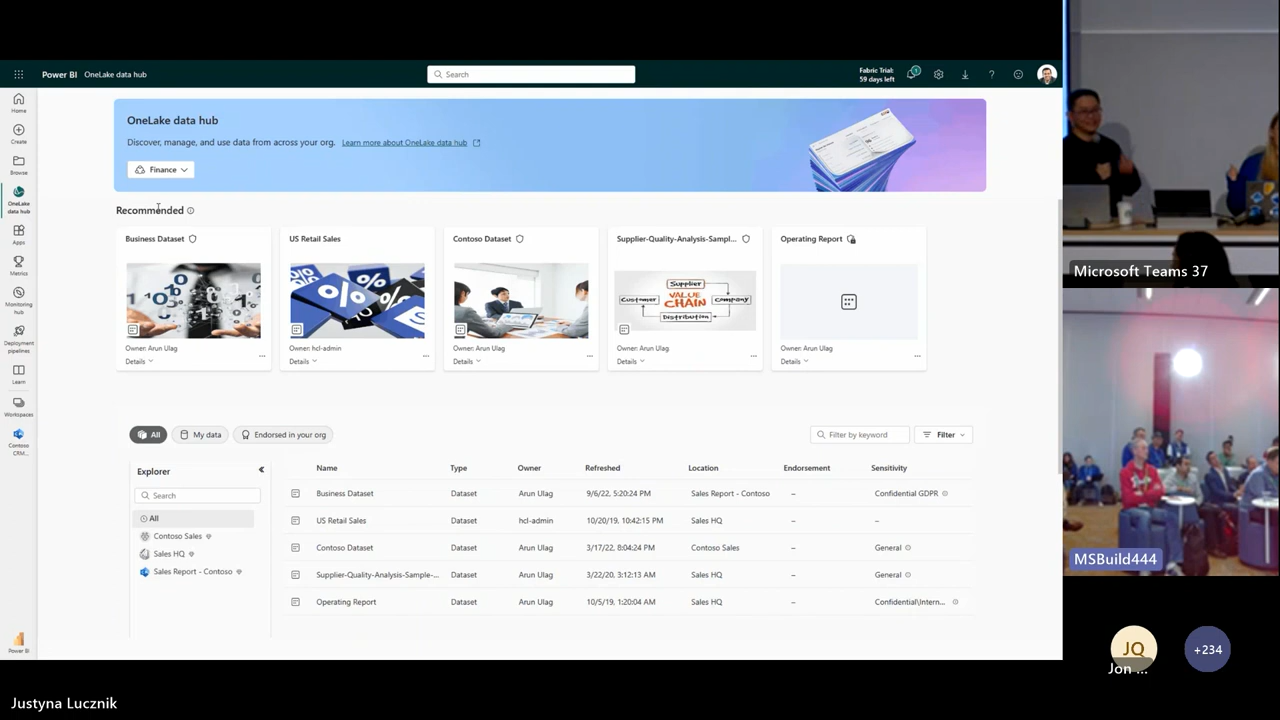 Power BI OneLake data hub
Search
Fabric Trial:
59 days left
1
?
Home
Create
Browse
OneLake
data hub
Apps
Metrics
Monitoring
hub
Deployment
pipelines
Learn
Workspaces
Contoso
CRM...
Power BI
OneLake data hub
Discover, manage, and use data from across your org. Learn more about OneLake data hub
Finance
Recommended
Business Dataset
Owner: Arun Ulag
Details
US Retail Sales
Owner: hcl-admin
Details
Contoso Dataset
Owner: Arun Ulag
Details
Supplier-Quality-Analysis-Sampl...
Supplier
Customer
VALUE
CHAIN
Company
Distribution
Owner: Arun Ulag
Details
Operating Report
Owner: Arun Ulag
Details
All My data Endorsed in your org
Filter by keyword Filter
Explorer
Search
All
Contoso Sales
Sales HQ
Sales Report - Contoso
Name Type Owner Refreshed Location Endorsement Sensitivity
Business Dataset Dataset Arun Ulag 9/6/22, 5:20:24 PM Sales Report - Contoso – Confidential GDPR
US Retail Sales Dataset hcl-admin 10/20/19, 10:42:15 PM Sales HQ – –
Contoso Dataset Dataset Arun Ulag 3/17/22, 8:04:24 PM Contoso Sales – General
Supplier-Quality-Analysis-Sample-... Dataset Arun Ulag 3/22/20, 3:12:13 AM Sales HQ – General
Operating Report Dataset Arun Ulag 10/5/19, 1:20:04 AM Sales HQ – Confidential\Intern...
Microsoft Teams 37
MSBuild444
JQ
Jon ...
+234
Justyna Lucznik